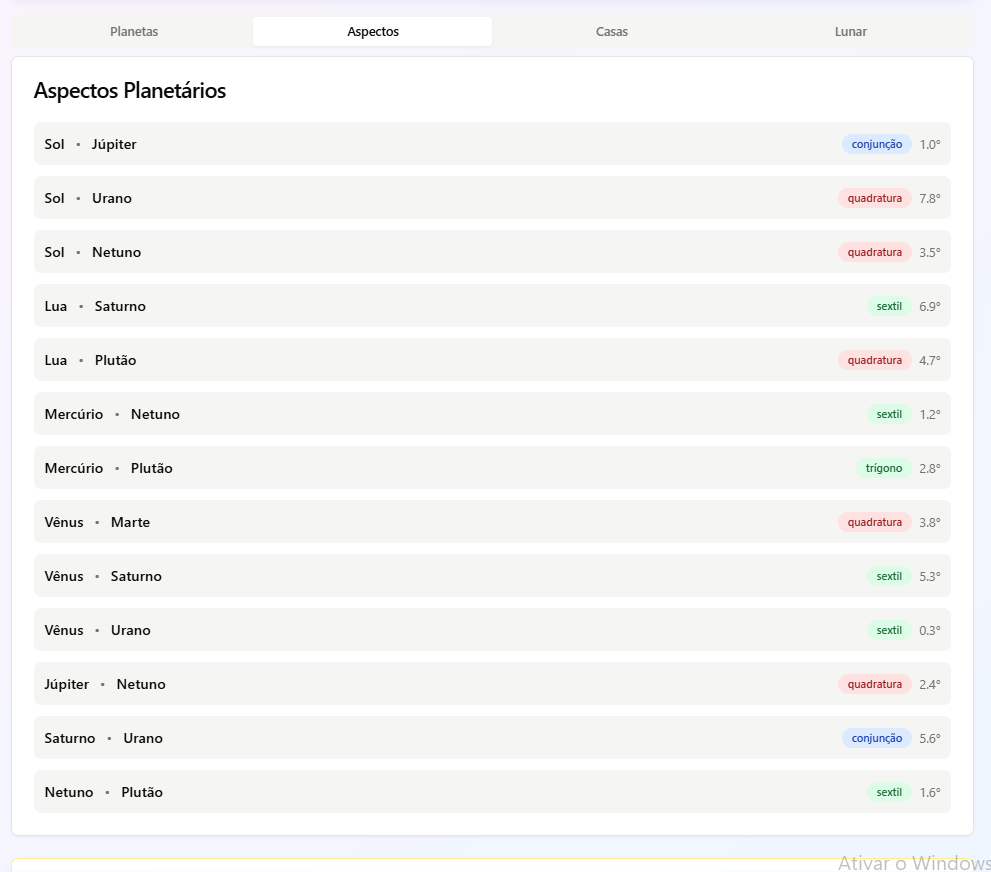 Planetas Aspectos Casas Lunar
Aspectos Planetários
Sol • Júpiter conjunção 1.0°
Sol • Urano quadratura 7.8°
Sol • Netuno quadratura 3.5°
Lua • Saturno sextil 6.9°
Lua • Plutão quadratura 4.7°
Mercúrio • Netuno sextil 1.2°
Mercúrio • Plutão trígono 2.8°
Vênus • Marte quadratura 3.8°
Vênus • Saturno sextil 5.3°
Vênus • Urano sextil 0.3°
Júpiter • Netuno quadratura 2.4°
Saturno • Urano conjunção 5.6°
Netuno • Plutão sextil 1.6°
Ativar o Windows